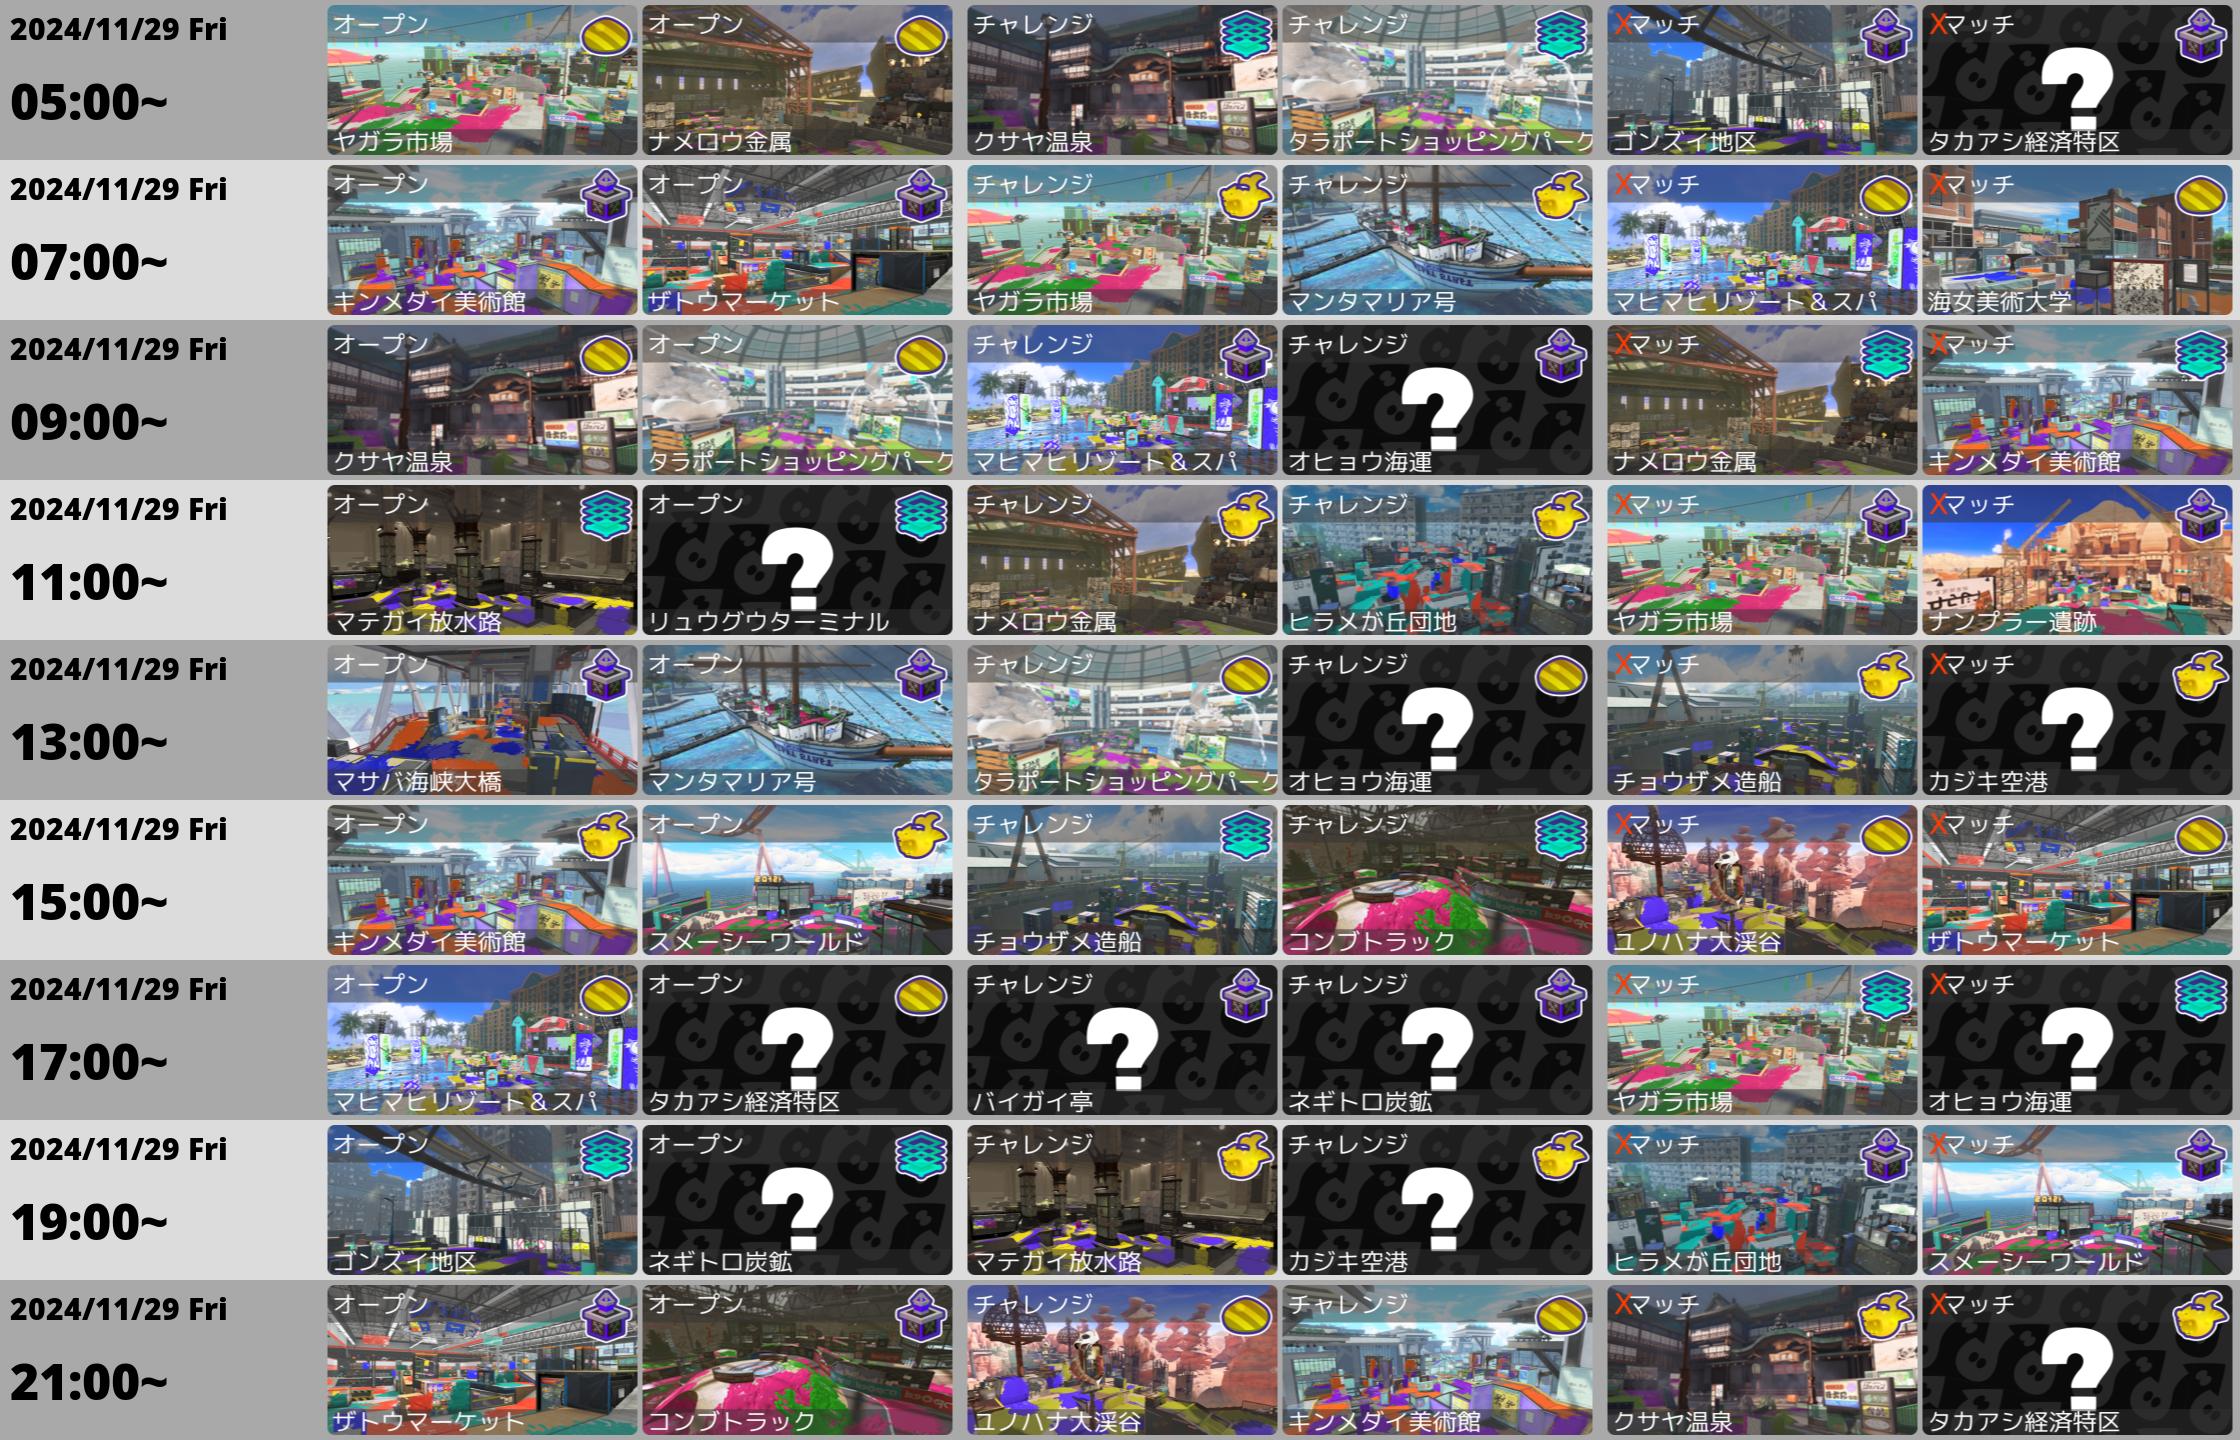 2024/11/29 Fri
05:00~
オープン
ヤガラ市場
オープン
ナメロウ金属
チャレンジ
クサヤ温泉
チャレンジ
タラポートショッピングパーク
Xマッチ
ゴンズイ地区
Xマッチ
?
タカアシ経済特区
2024/11/29 Fri
07:00~
オープン
キンメダイ美術館
オープン
ザトウマーケット
チャレンジ
ヤガラ市場
チャレンジ
マンタマリア号
Xマッチ
マヒマヒリゾート&スパ
Xマッチ
海女美術大学
2024/11/29 Fri
09:00~
オープン
クサヤ温泉
オープン
タラポートショッピングパーク
チャレンジ
マヒマヒリゾート&スパ
チャレンジ
?
オヒョウ海運
Xマッチ
ナメロウ金属
Xマッチ
キンメダイ美術館
2024/11/29 Fri
11:00~
オープン
マテガイ放水路
オープン
?
リュウグウターミナル
チャレンジ
ナメロウ金属
チャレンジ
ヒラメが丘団地
Xマッチ
ヤガラ市場
Xマッチ
ナンプラー遺跡
2024/11/29 Fri
13:00~
オープン
マサバ海峡大橋
オープン
マンタマリア号
チャレンジ
タラポートショッピングパーク
チャレンジ
?
オヒョウ海運
Xマッチ
チョウザメ造船
Xマッチ
?
カジキ空港
2024/11/29 Fri
15:00~
オープン
キンメダイ美術館
オープン
スメーシーワールド
チャレンジ
チョウザメ造船
チャレンジ
コンブトラック
Xマッチ
ユノハナ大渓谷
Xマッチ
ザトウマーケット
2024/11/29 Fri
17:00~
オープン
マヒマヒリゾート&スパ
オープン
?
タカアシ経済特区
チャレンジ
?
バイガイ亭
チャレンジ
?
ネギトロ炭鉱
Xマッチ
ヤガラ市場
Xマッチ
?
オヒョウ海運
2024/11/29 Fri
19:00~
オープン
ゴンズイ地区
オープン
?
ネギトロ炭鉱
チャレンジ
マテガイ放水路
チャレンジ
?
カジキ空港
Xマッチ
ヒラメが丘団地
Xマッチ
スメーシーワールド
2024/11/29 Fri
21:00~
オープン
ザトウマーケット
オープン
コンブトラック
チャレンジ
ユノハナ大渓谷
チャレンジ
キンメダイ美術館
Xマッチ
クサヤ温泉
Xマッチ
?
タカアシ経済特区